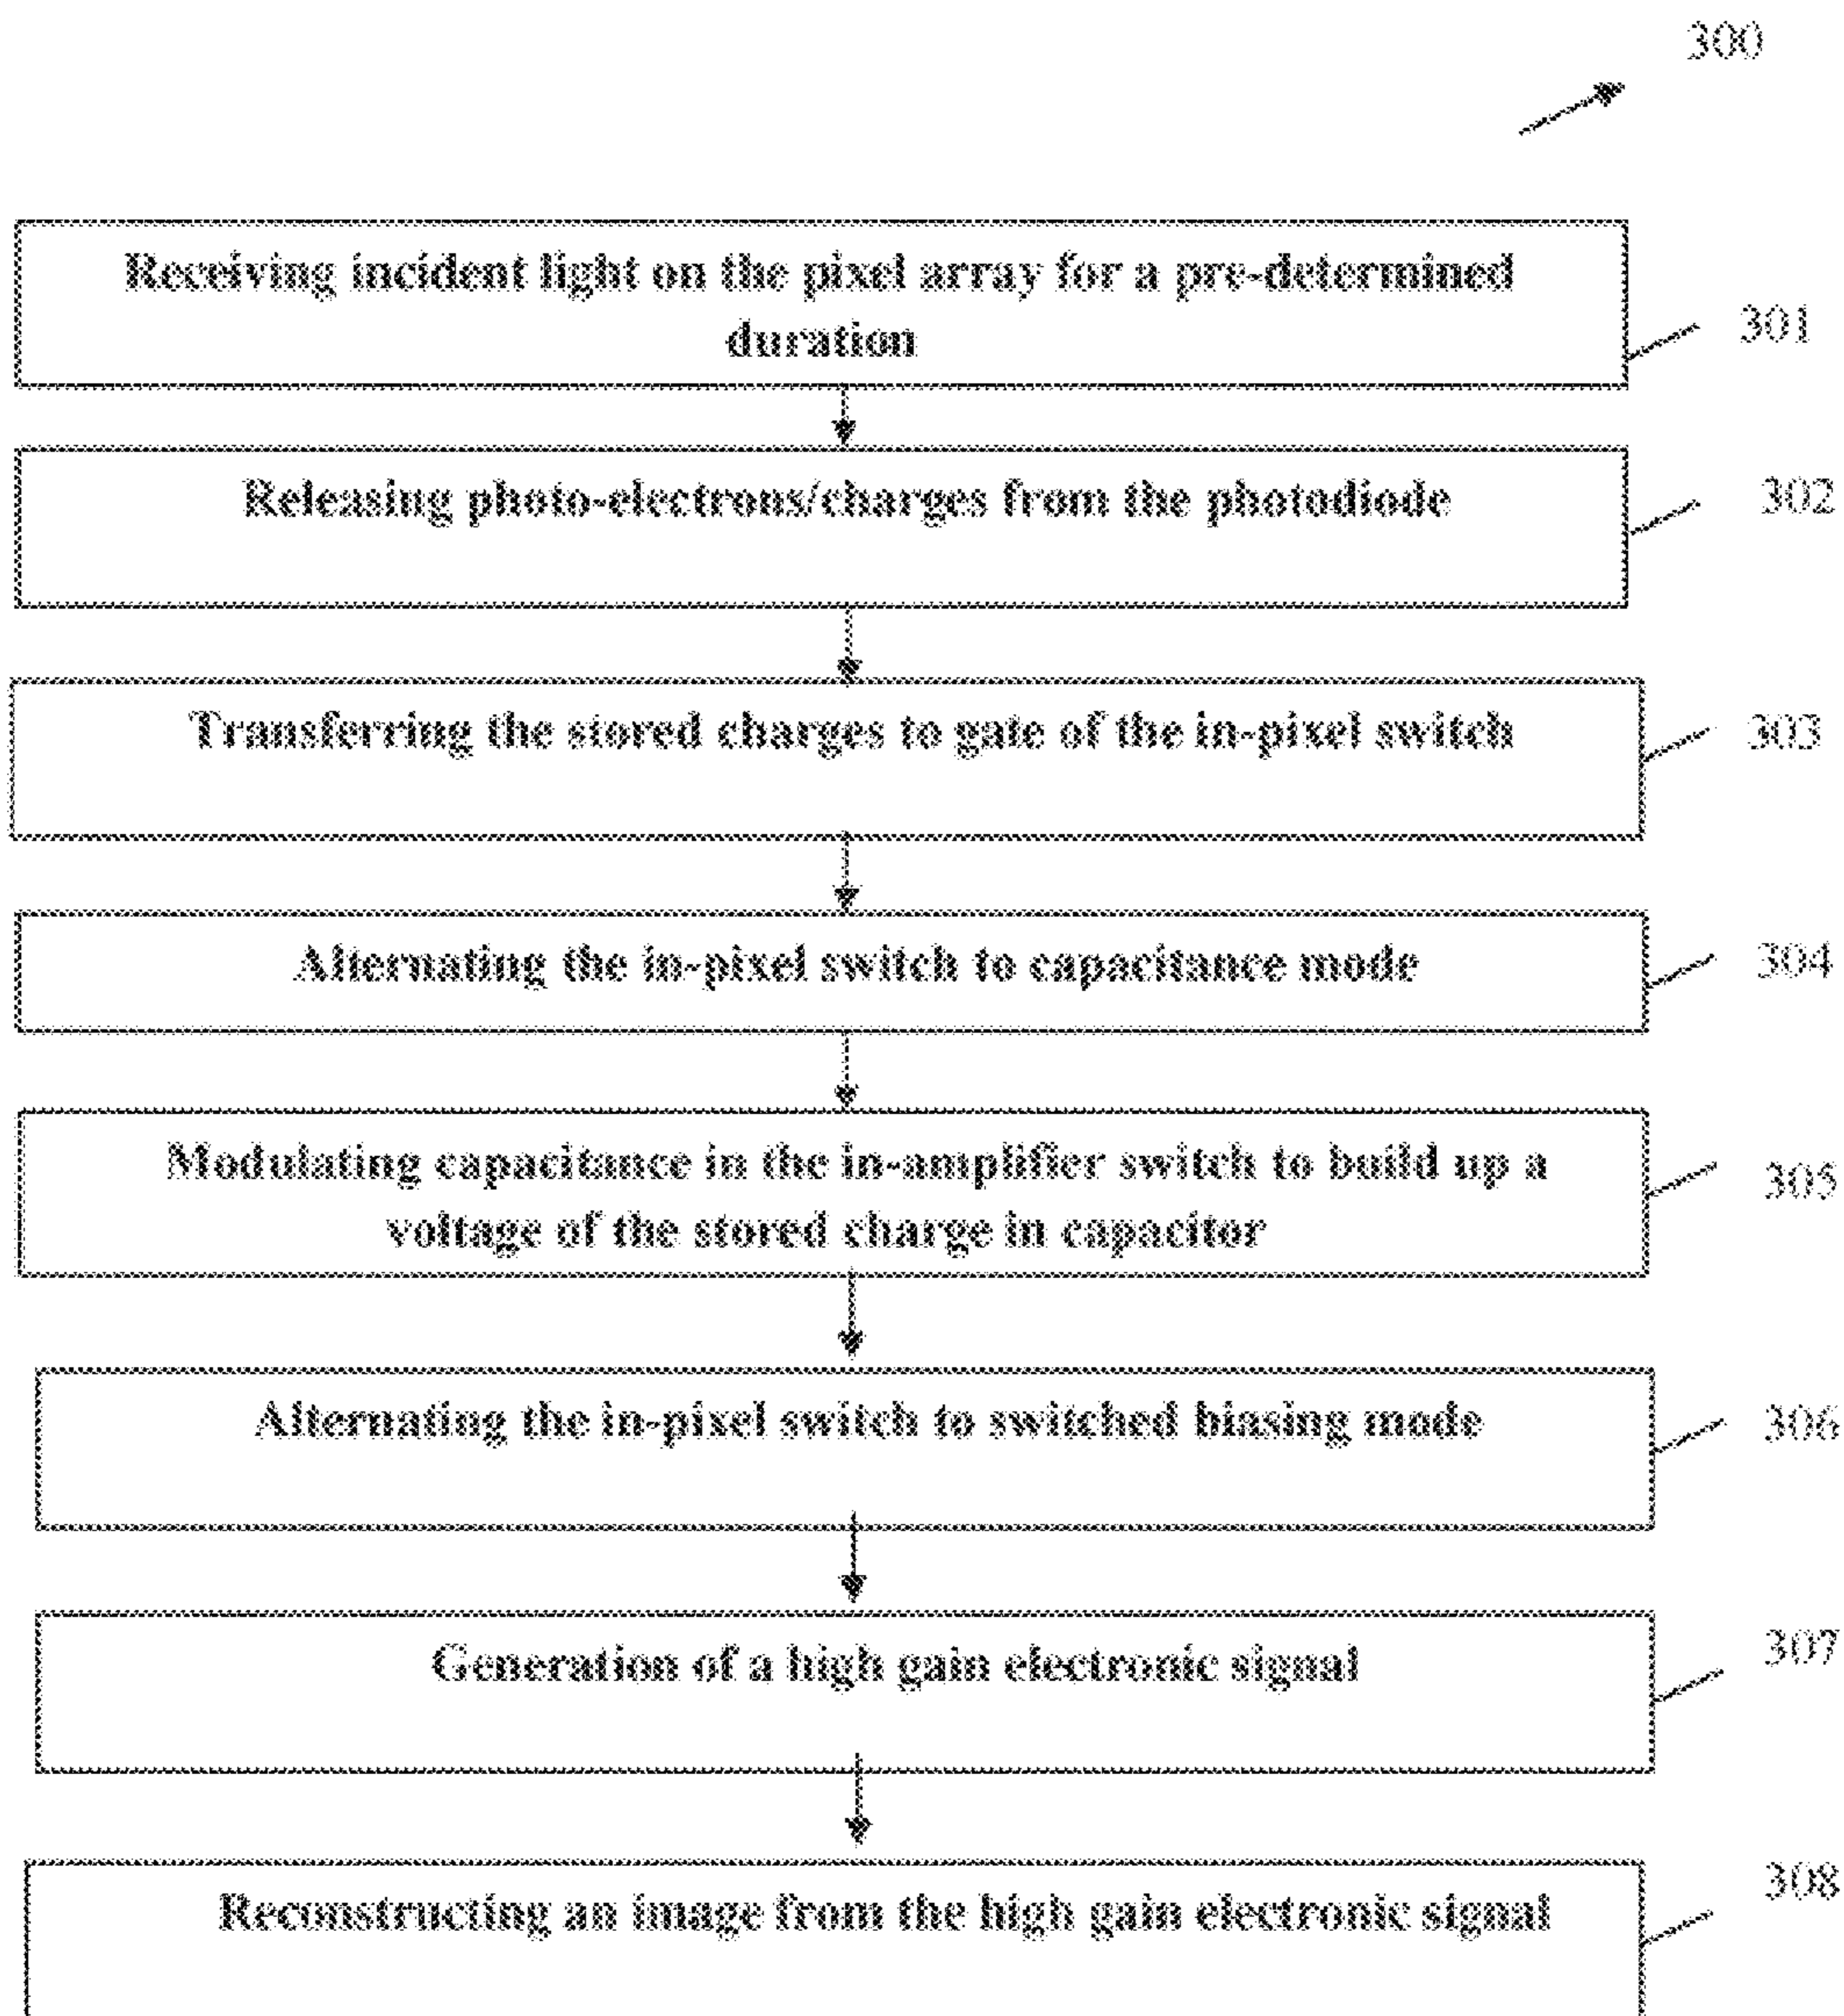 300
Receiving incident light on the pixel array for a pre-determined
duration
301
Releasing photo-electrons/charges from the photodiode
302
Transferring the stored charges to gate of the in-pixel switch
303
Alternating the in-pixel switch to capacitance mode
304
Modulating capacitance in the in-amplifier switch to build up a
voltage of the stored charge in capacitor
305
Alternating the in-pixel switch to switched biasing mode
306
Generation of a high gain electronic signal
307
Reconstructing an image from the high gain electronic signal
308